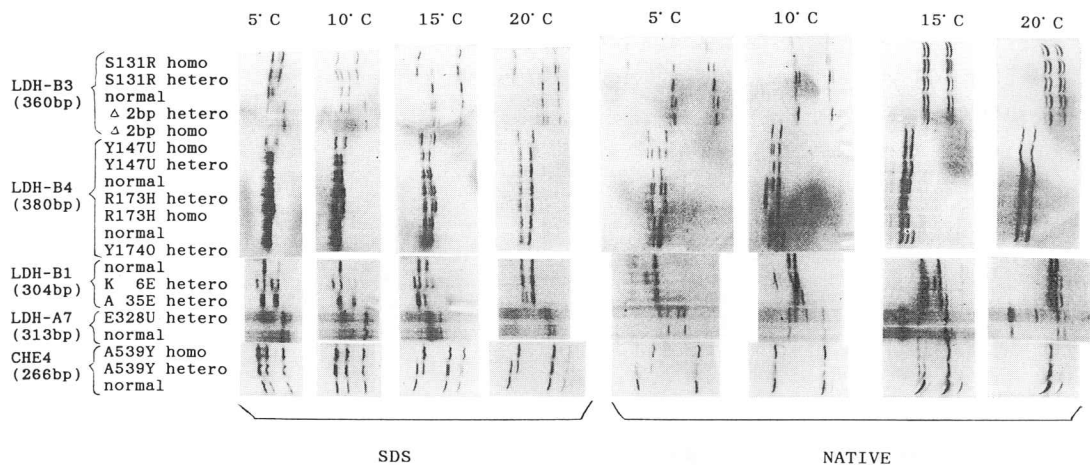 5°C 10°C 15°C 20°C 5°C 10°C 15°C 20°C
LDH-B3
(360bp)
S131R homo
S131R hetero
normal
Δ 2bp hetero
Δ 2bp homo
LDH-B4
(380bp)
Y147U homo
Y147U hetero
normal
R173H hetero
R173H homo
normal
Y174O hetero
LDH-B1
(304bp)
normal
K 6E hetero
A 35E hetero
LDH-A7
(313bp)
E328U hetero
normal
CHE4
(266bp)
A539Y homo
A539Y hetero
normal
SDS NATIVE